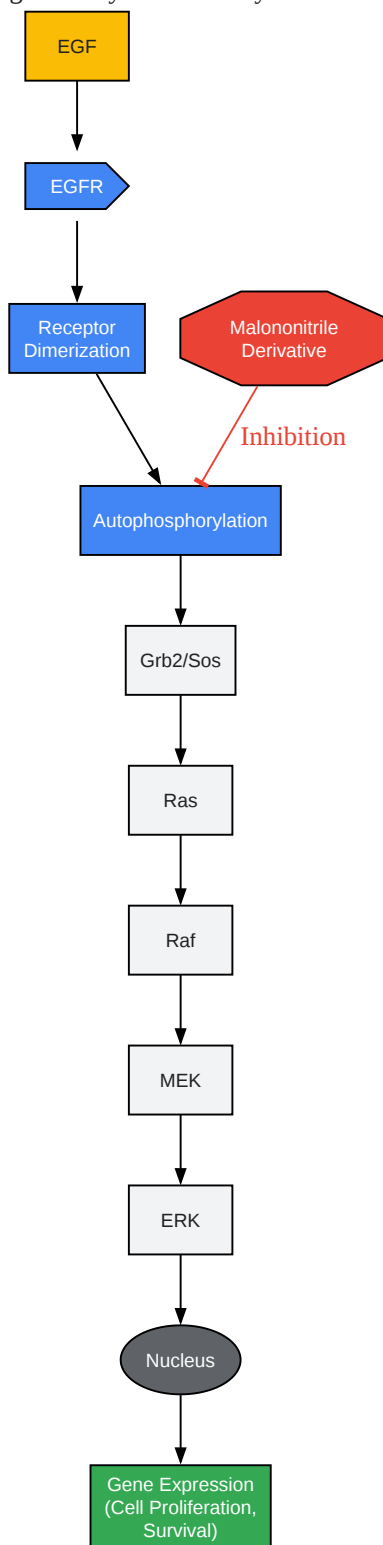 EGF
EGFR
Receptor
Dimerization
Malononitrile
Derivative
Inhibition
Autophosphorylation
Grb2/Sos
Ras
Raf
MEK
ERK
Nucleus
Gene Expression
(Cell Proliferation,
Survival)